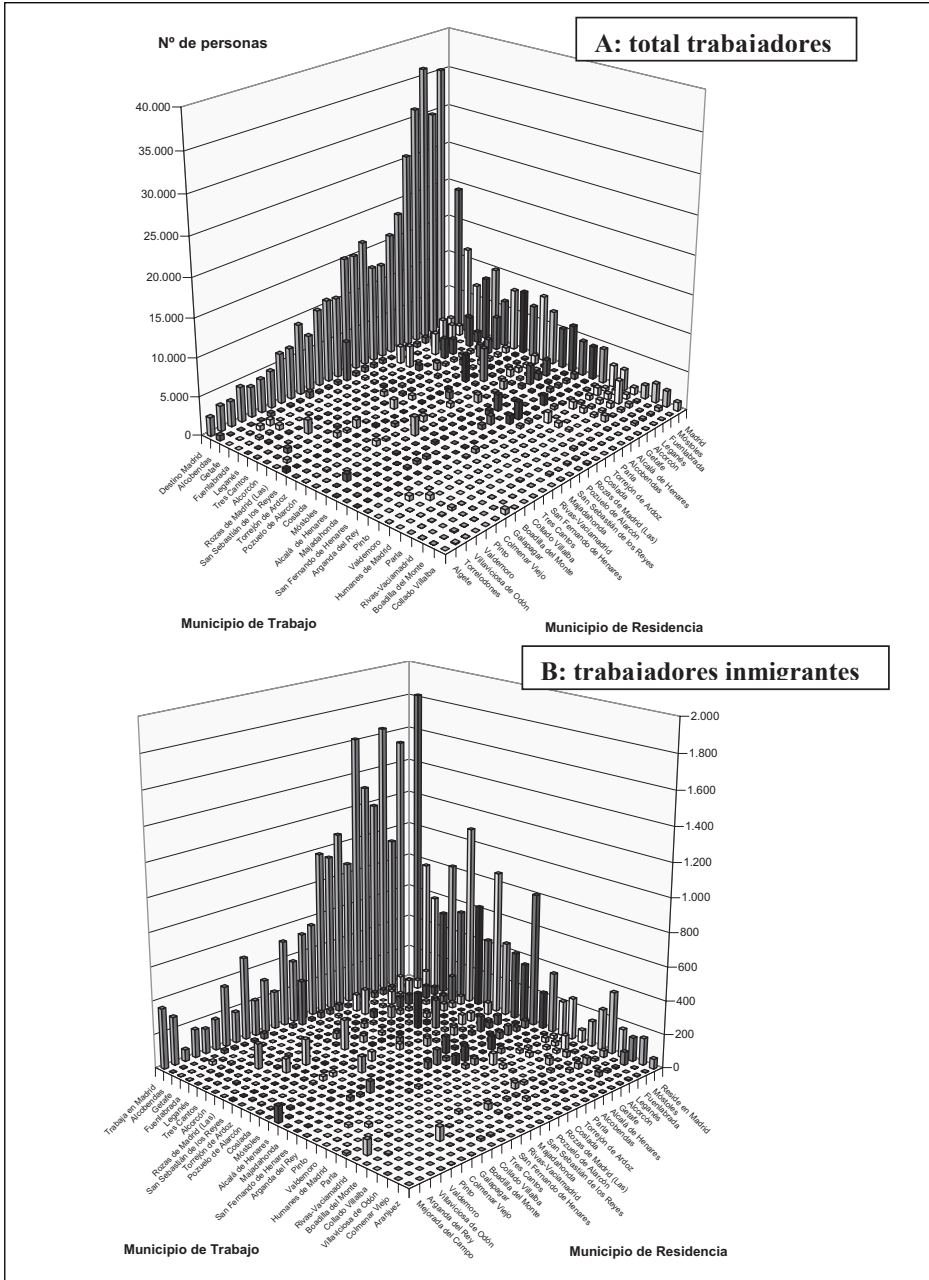 Nº de personas
A: total trabajadores
40.000
35.000
30.000
25.000
20.000
15.000
10.000
5.000
0
Destino Madrid
Alcobendas
Getafe
Fuenlabrada
Leganés
Tres Cantos
Alcorcón
Rozas de Madrid (Las)
San Sebastián de los Reyes
Torrejón de Ardoz
Pozuelo de Alarcón
Coslada
Móstoles
Alcalá de Henares
Majadahonda
San Fernando de Henares
Arganda del Rey
Pinto
Valdemoro
Humanes de Madrid
Parla
Rivas-Vaciamadrid
Boadilla del Monte
Collado Villalba
Madrid
Móstoles
Fuenlabrada
Leganés
Alcorcón
Getafe
Alcalá de Henares
Alcobendas
Parla
Torrejón de Ardoz
Coslada
Rozas de Madrid (Las)
Pozuelo de Alarcón
San Sebastián de los Reyes
Majadahonda
Rivas-Vaciamadrid
San Fernando de Henares
Tres Cantos
Collado Villalba
Boadilla del Monte
Colmenar Viejo
Galapagar
Pinto
Valdemoro
Villaviciosa de Odón
Torrelodones
Algete
Municipio de Trabajo
Municipio de Residencia
B: trabajadores inmigrantes
2.000
1.800
1.600
1.400
1.200
1.000
800
600
400
200
0
Trabaja en Madrid
Alcobendas
Getafe
Fuenlabrada
Leganés
Tres Cantos
Alcorcón
Rozas de Madrid (Las)
San Sebastián de los Reyes
Torrejón de Ardoz
Pozuelo de Alarcón
Coslada
Móstoles
Alcalá de Henares
Majadahonda
San Fernando de Henares
Arganda del Rey
Pinto
Valdemoro
Humanes de Madrid
Parla
Rivas-Vaciamadrid
Boadilla del Monte
Collado Villalba
Villaviciosa de Odón
Colmenar Viejo
Aranjuez
Reside en Madrid
Móstoles
Fuenlabrada
Leganés
Alcorcón
Getafe
Alcalá de Henares
Alcobendas
Parla
Torrejón de Ardoz
Coslada
Rozas de Madrid (Las)
Pozuelo de Alarcón
San Sebastián de los Reyes
Majadahonda
Rivas-Vaciamadrid
San Fernando de Henares
Tres Cantos
Collado Villalba
Boadilla del Monte
Galapagar
Colmenar Viejo
Pinto
Valdemoro
Villaviciosa de Odón
Arganda del Rey
Mejorada del Campo
Municipio de Trabajo
Municipio de Residencia